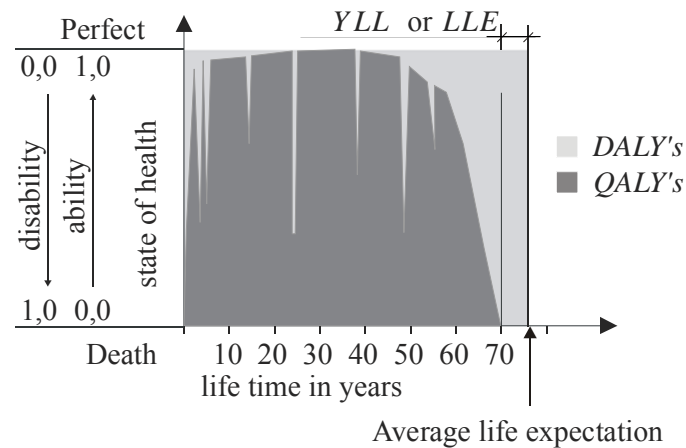 YLL or LLE
Perfect
0,0 1,0
disability
ability
state of health
DALY's
QALY's
1,0 0,0
Death
10 20 30 40 50 60 70
life time in years
Average life expectation